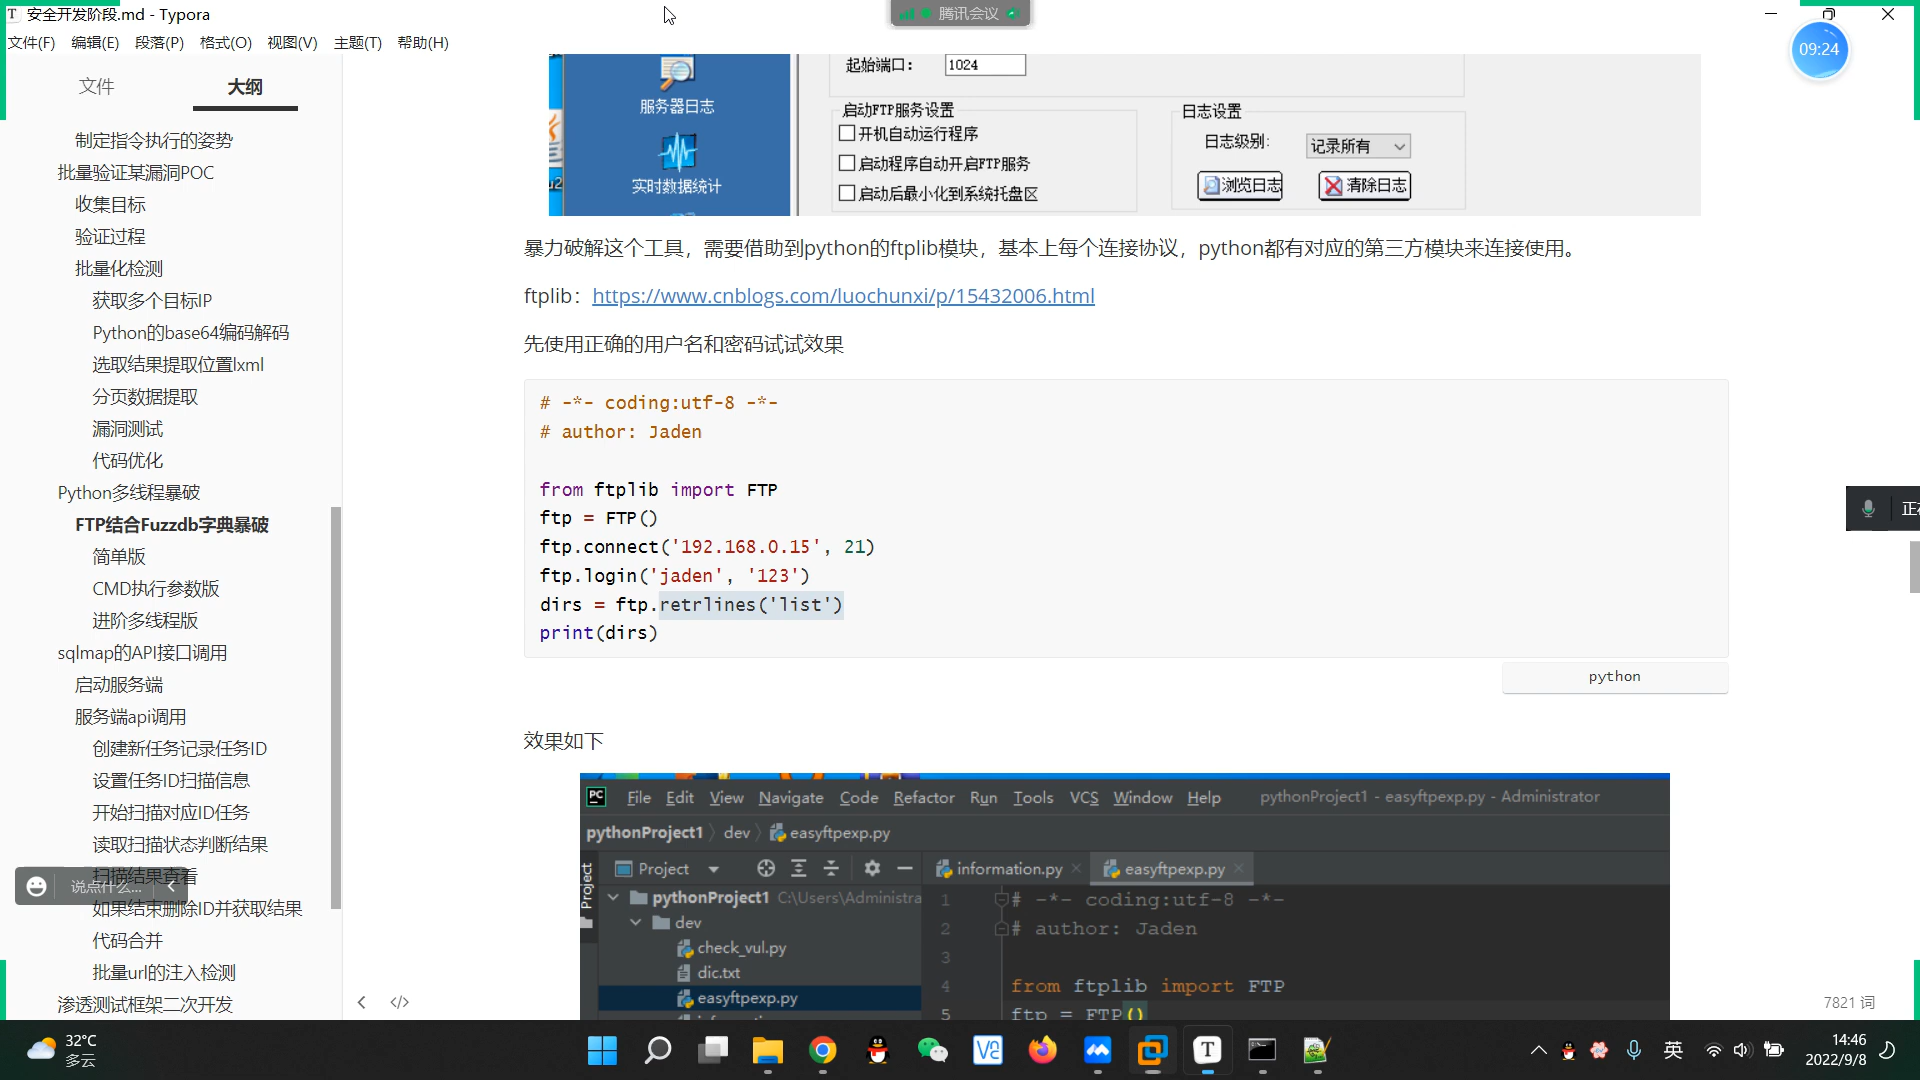 安全开发阶段.md - Typora
腾讯会议
文件(F) 编辑(E) 段落(P) 格式(O) 视图(V) 主题(T) 帮助(H)
09:24
文件 大纲
制定指令执行的姿势
批量验证某漏洞POC
收集目标
验证过程
批量化检测
获取多个目标IP
Python的base64编码解码
选取结果提取位置lxml
分页数据提取
漏洞测试
代码优化
Python多线程暴破
FTP结合Fuzzdb字典暴破
简单版
CMD执行参数版
进阶多线程版
sqlmap的API接口调用
启动服务端
服务端api调用
创建新任务记录任务ID
设置任务ID扫描信息
开始扫描对应ID任务
读取扫描状态判断结果
扫描结果查看
说点什么...
如果结束删除ID并获取结果
代码合并
批量url的注入检测
渗透测试框架二次开发
服务器日志
实时数据统计
起始端口: 1024
启动FTP服务设置
开机自动运行程序
启动程序自动开启FTP服务
启动后最小化到系统托盘区
日志设置
日志级别: 记录所有
浏览日志 清除日志
暴力破解这个工具，需要借助到python的ftplib模块，基本上每个连接协议，python都有对应的第三方模块来连接使用。
ftplib：https://www.cnblogs.com/luochunxi/p/15432006.html
先使用正确的用户名和密码试试效果
# -*- coding:utf-8 -*-
# author: Jaden
from ftplib import FTP
ftp = FTP()
ftp.connect('192.168.0.15', 21)
ftp.login('jaden', '123')
dirs = ftp.retrlines('list')
print(dirs)
python
效果如下
PC File Edit View Navigate Code Refactor Run Tools VCS Window Help pythonProject1 - easyftpexp.py - Administrator
pythonProject1 dev easyftpexp.py
Project
Project
information.py easyftpexp.py
pythonProject1 C:\Users\Administra
dev
check_vul.py
dic.txt
easyftpexp.py
1 # -*- coding:utf-8 -*-
2 # author: Jaden
3
4 from ftplib import FTP
5 ftp = FTP()
7821 词
32°C
多云
英
14:46
2022/9/8